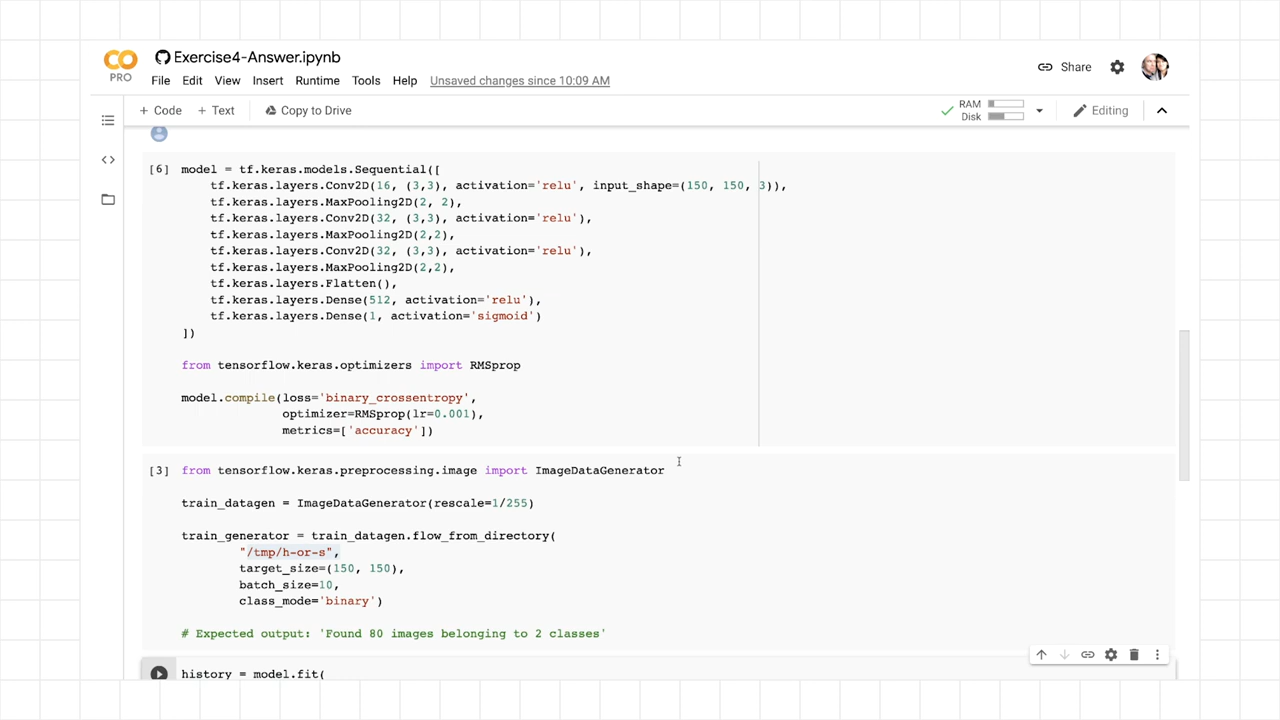 CO
PRO
Exercise4-Answer.ipynb
File Edit View Insert Runtime Tools Help Unsaved changes since 10:09 AM
Share
+ Code + Text Copy to Drive
RAM
Disk
Editing
[6] model = tf.keras.models.Sequential([
tf.keras.layers.Conv2D(16, (3,3), activation='relu', input_shape=(150, 150, 3)),
tf.keras.layers.MaxPooling2D(2, 2),
tf.keras.layers.Conv2D(32, (3,3), activation='relu'),
tf.keras.layers.MaxPooling2D(2,2),
tf.keras.layers.Conv2D(32, (3,3), activation='relu'),
tf.keras.layers.MaxPooling2D(2,2),
tf.keras.layers.Flatten(),
tf.keras.layers.Dense(512, activation='relu'),
tf.keras.layers.Dense(1, activation='sigmoid')
])
from tensorflow.keras.optimizers import RMSprop
model.compile(loss='binary_crossentropy',
optimizer=RMSprop(lr=0.001),
metrics=['accuracy'])
[3] from tensorflow.keras.preprocessing.image import ImageDataGenerator
train_datagen = ImageDataGenerator(rescale=1/255)
train_generator = train_datagen.flow_from_directory(
"/tmp/h-or-s",
target_size=(150, 150),
batch_size=10,
class_mode='binary')
# Expected output: 'Found 80 images belonging to 2 classes'
history = model.fit(